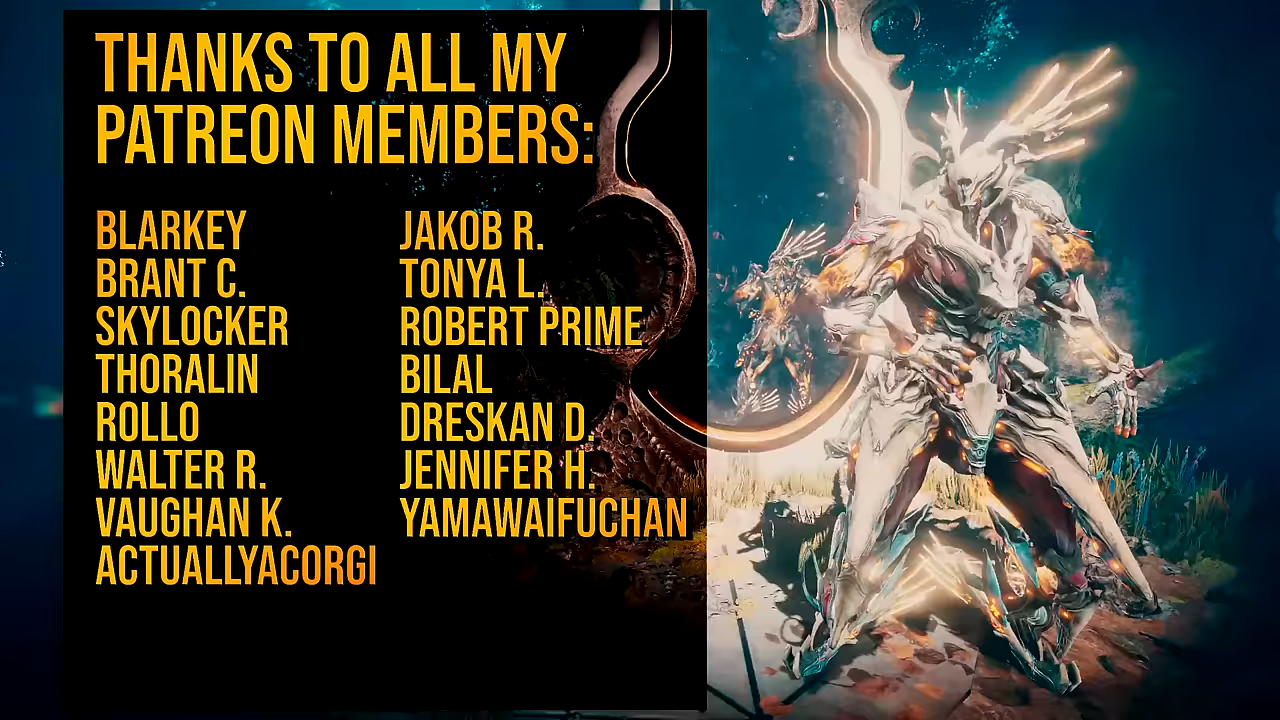 THANKS TO ALL MY
PATREON MEMBERS:
BLARKEY
BRANT C.
SKYLOCKER
THORALIN
ROLLO
WALTER R.
VAUGHAN K.
ACTUALLYACORGI
JAKOB R.
TONYA L.
ROBERT PRIME
BILAL
DRESKAN D.
JENNIFER H.
YAMAWAIFUCHAN